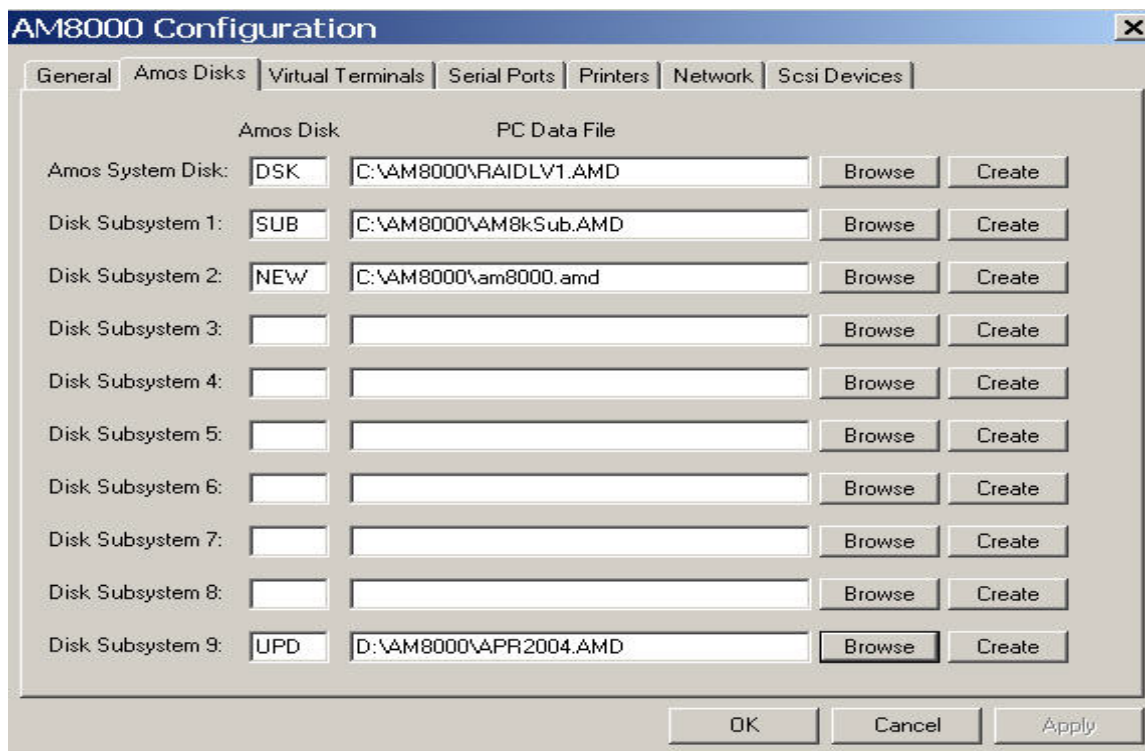 AM8000 Configuration
General Amos Disks Virtual Terminals Serial Ports Printers Network Scsi Devices
Amos Disk PC Data File
Amos System Disk: DSK C:\AM8000\RAIDLV1.AMD Browse Create
Disk Subsystem 1: SUB C:\AM8000\AM8kSub.AMD Browse Create
Disk Subsystem 2: NEW C:\AM8000\am8000.amd Browse Create
Disk Subsystem 3: Browse Create
Disk Subsystem 4: Browse Create
Disk Subsystem 5: Browse Create
Disk Subsystem 6: Browse Create
Disk Subsystem 7: Browse Create
Disk Subsystem 8: Browse Create
Disk Subsystem 9: UPD D:\AM8000\APR2004.AMD Browse Create
OK Cancel Apply